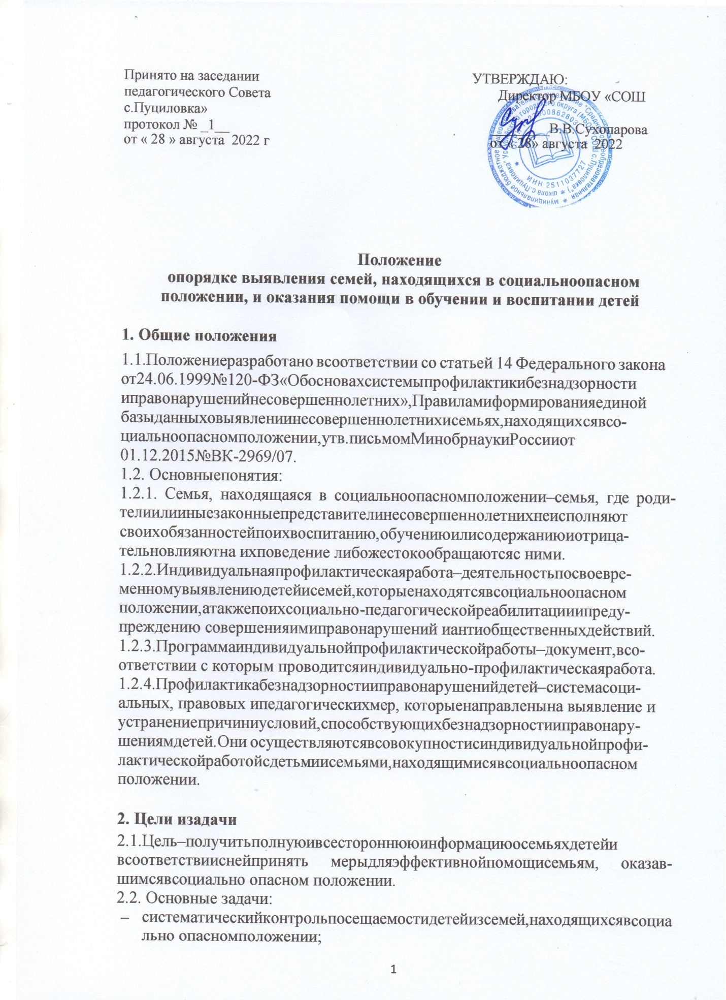 Принято на заседании
педагогического Совета
с.Пуциловка»
протокол № _1__
от « 28 » августа 2022 г
УТВЕРЖДАЮ:
Директор МБОУ «СОШ
________В.В.Сухопарова
от « 28» августа 2022
ИНН 2511037727
Положение
опорядке выявления семей, находящихся в социальноопасном
положении, и оказания помощи в обучении и воспитании детей
1. Общие положения
1.1.Положениеразработано всоответствии со статьей 14 Федерального закона
от24.06.1999№120-ФЗ«Обосновахсистемыпрофилактикибезнадзорности
иправонарушенийнесовершеннолетних»,Правиламиформированияединой
базыданныховыявлениинесовершеннолетнихисемьях,находящихсявсо-
циальноопасномположении,утв.письмомМинобрнаукиРоссииот
01.12.2015№ВК-2969/07.
1.2. Основныепонятия:
1.2.1. Семья, находящаяся в социальноопасномположении–семья, где роди-
телиилииныезаконныепредставителинесовершеннолетнихнеисполняют
своихобязанностейпоихвоспитанию,обучениюилисодержаниюиотрица-
тельновлияютна ихповедение либожестокообращаютсяс ними.
1.2.2.Индивидуальнаяпрофилактическаяработа–деятельностьпосвоевре-
менномувыявлениюдетейисемей,которыенаходятсявсоциальноопасном
положении,атакжепоихсоциально-педагогическойреабилитацииипреду-
преждению совершенияимиправонарушений иантиобщественныхдействий.
1.2.3.Программаиндивидуальнойпрофилактическойработы–документ,всо-
ответствии с которым проводитсяиндивидуально-профилактическаяработа.
1.2.4.Профилактикабезнадзорностииправонарушенийдетей–системасоци-
альных, правовых ипедагогическихмер, которыенаправленына выявление и
устранениепричиниусловий,способствующихбезнадзорностииправонару-
шениямдетей.Они осуществляютсявсовокупностисиндивидуальнойпрофи-
лактическойработойсдетьмиисемьями,находящимисявсоциальноопасном
положении.
2. Цели изадачи
2.1.Цель–получитьполнуюивсестороннююинформациюосемьяхдетейи
всоответствииснейпринять мерыдляэффективнойпомощисемьям, оказав-
шимсявсоциально опасном положении.
2.2. Основные задачи:
– систематическийконтрольпосещаемостидетейизсемей,находящихсявсоциа
льно опасномположении;
1